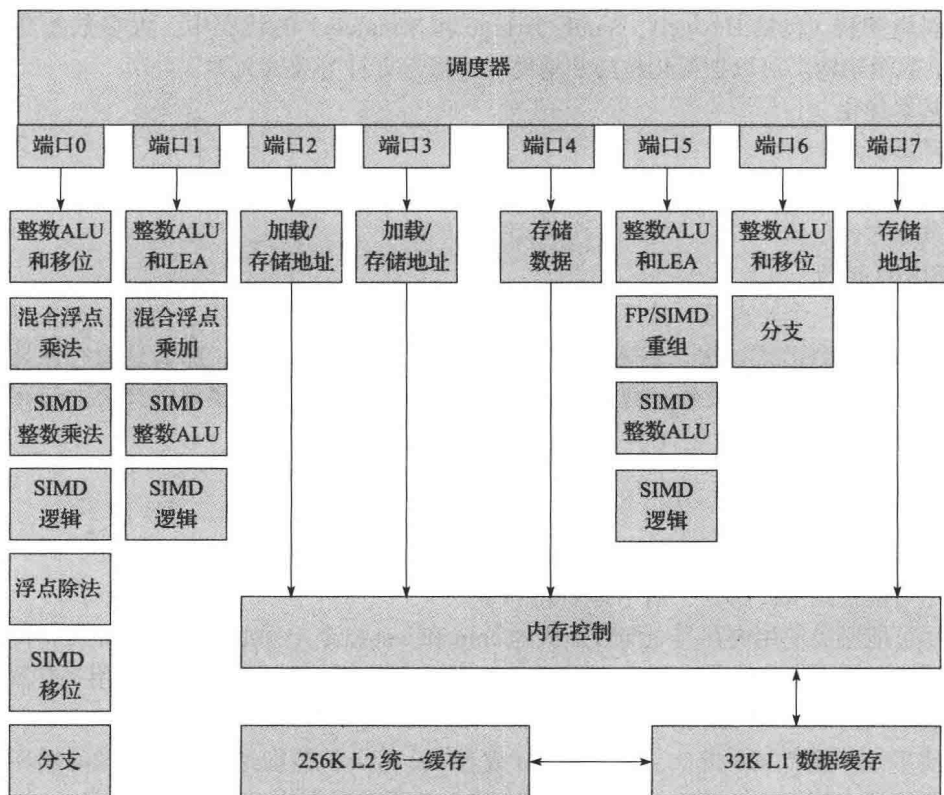 调度器
端口0
端口1
端口2
端口3
端口4
端口5
端口6
端口7
整数ALU
和移位
整数ALU
和LEA
加载/
存储地址
加载/
存储地址
存储
数据
整数ALU
和LEA
整数ALU
和移位
存储
地址
混合浮点
乘法
混合浮点
乘加
FP/SIMD
重组
分支
SIMD
整数乘法
SIMD
整数ALU
SIMD
整数ALU
SIMD
逻辑
SIMD
逻辑
SIMD
逻辑
浮点除法
内存控制
SIMD
移位
分支
256K L2 统一缓存
32K L1 数据缓存